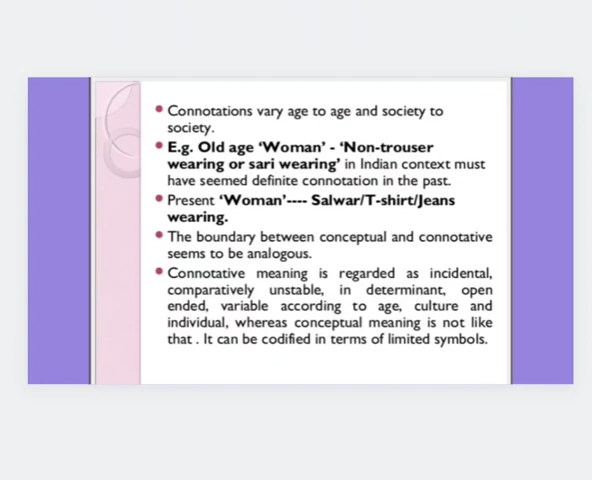 • Connotations vary age to age and society to
society.
• E.g. Old age ‘Woman’ - ‘Non-trouser
wearing or sari wearing’ in Indian context must
have seemed definite connotation in the past.
• Present ‘Woman’---- Salwar/T-shirt/Jeans
wearing.
• The boundary between conceptual and connotative
seems to be analogous.
• Connotative meaning is regarded as incidental,
comparatively unstable, in determinant, open
ended, variable according to age, culture and
individual, whereas conceptual meaning is not like
that . It can be codified in terms of limited symbols.